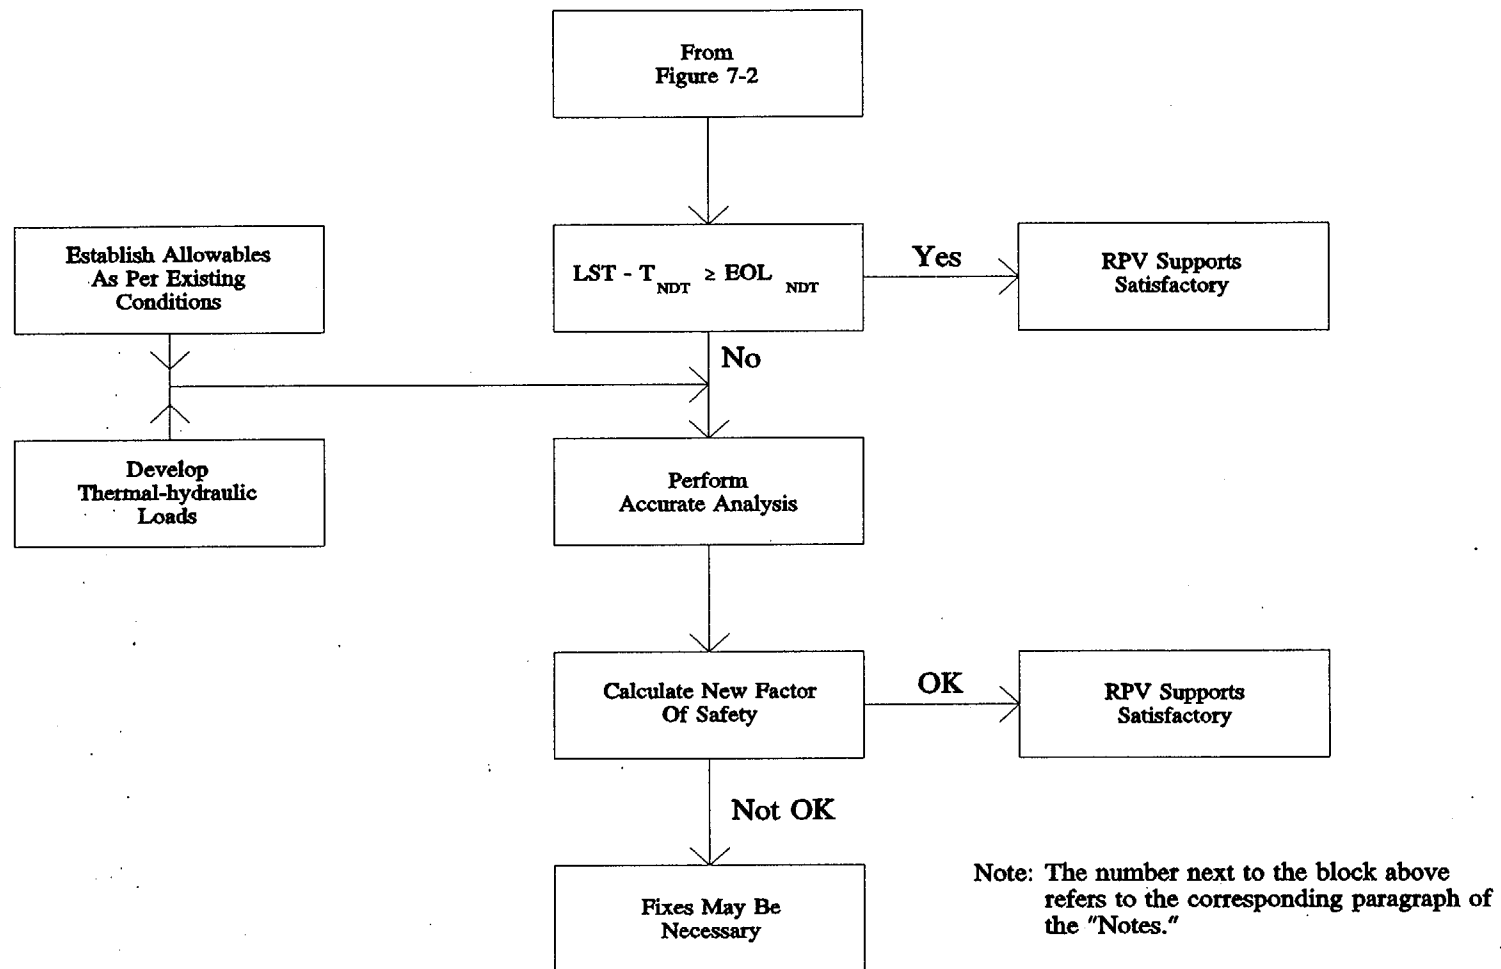 From
Figure 7-2
Establish Allowables
As Per Existing
Conditions
LST - T NDT ≥ EOL NDT
Yes
RPV Supports
Satisfactory
No
Develop
Thermal-hydraulic
Loads
Perform
Accurate Analysis
Calculate New Factor
Of Safety
OK
RPV Supports
Satisfactory
Not OK
Fixes May Be
Necessary
Note: The number next to the block above
refers to the corresponding paragraph of
the "Notes."